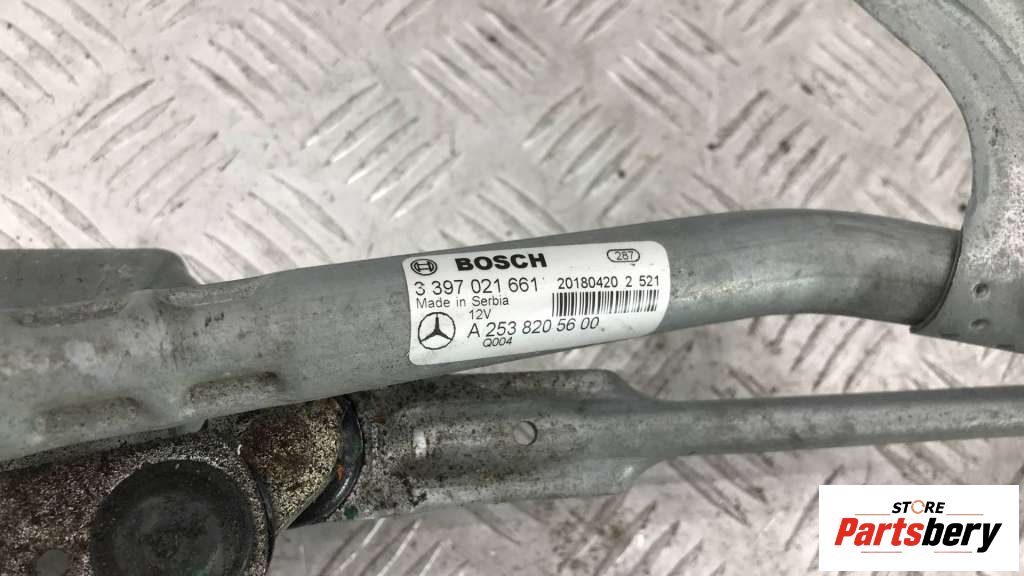 BOSCH 287
3 397 021 661 20180420 2 521
Made in Serbia
12V
A 253 820 56 00
Q004
STORE
Partsbery